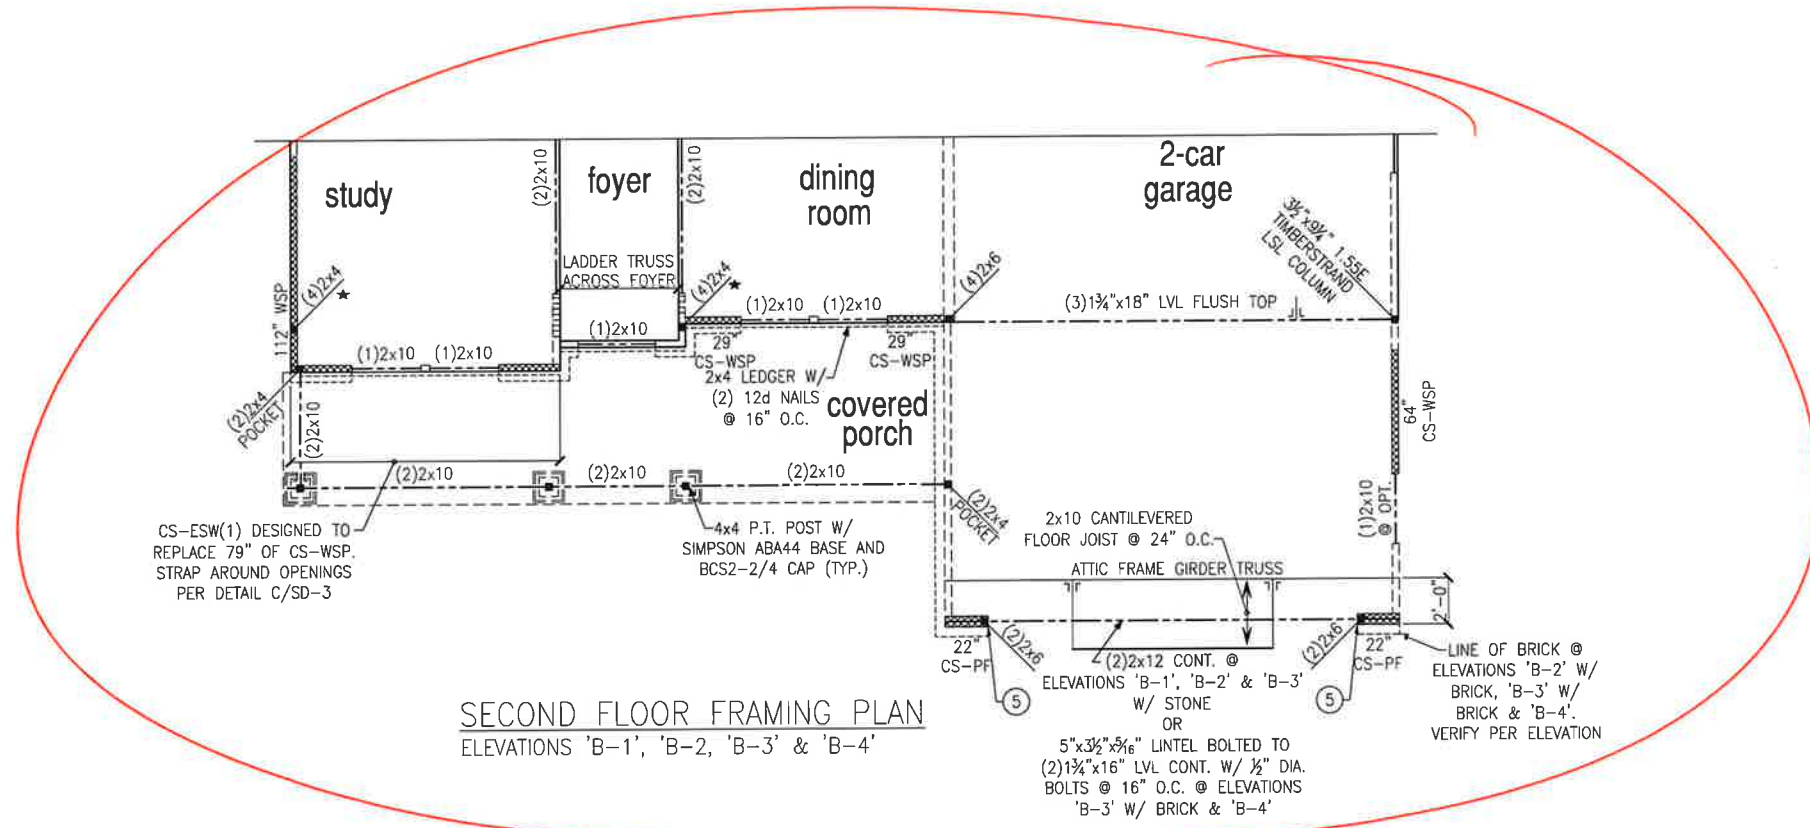 study
foyer
dining
room
2-car
garage
(2)2x10
(2)2x10
3½"x9¼" 1.55E
TIMBERSTRAND
LSL COLUMN
LADDER TRUSS
ACROSS FOYER
(4)2x4
★
(4)2x4
★
(4)2x6
112" WSP
(1)2x10
(1)2x10
(3)1¾"x18" LVL FLUSH TOP
(1)2x10
(1)2x10 (1)2x10
29"
CS-WSP
29"
CS-WSP
2x4 LEDGER W/
(2) 12d NAILS
@ 16" O.C.
covered
porch
(2)2x4
POCKET
(2)2x10
64"
CS-WSP
(2)2x10
(2)2x10
(2)2x10
(2)2x4
POCKET
(1)2x10
@ OPT.
CS-ESW(1) DESIGNED TO
REPLACE 79" OF CS-WSP.
STRAP AROUND OPENINGS
PER DETAIL C/SD-3
4x4 P.T. POST W/
SIMPSON ABA44 BASE AND
BCS2-2/4 CAP (TYP.)
2x10 CANTILEVERED
FLOOR JOIST @ 24" O.C.
ATTIC FRAME GIRDER TRUSS
2'-0"
22"
CS-PF
(2)2x6
(2)2x6
22"
CS-PF
5
5
(2)2x12 CONT. @
ELEVATIONS 'B-1', 'B-2' & 'B-3'
W/ STONE
OR
5"x3½"x5⁄16" LINTEL BOLTED TO
(2)1¾"x16" LVL CONT. W/ ½" DIA.
BOLTS @ 16" O.C. @ ELEVATIONS
'B-3' W/ BRICK & 'B-4'
LINE OF BRICK @
ELEVATIONS 'B-2' W/
BRICK, 'B-3' W/
BRICK & 'B-4'.
VERIFY PER ELEVATION
SECOND FLOOR FRAMING PLAN
ELEVATIONS 'B-1', 'B-2, 'B-3' & 'B-4'